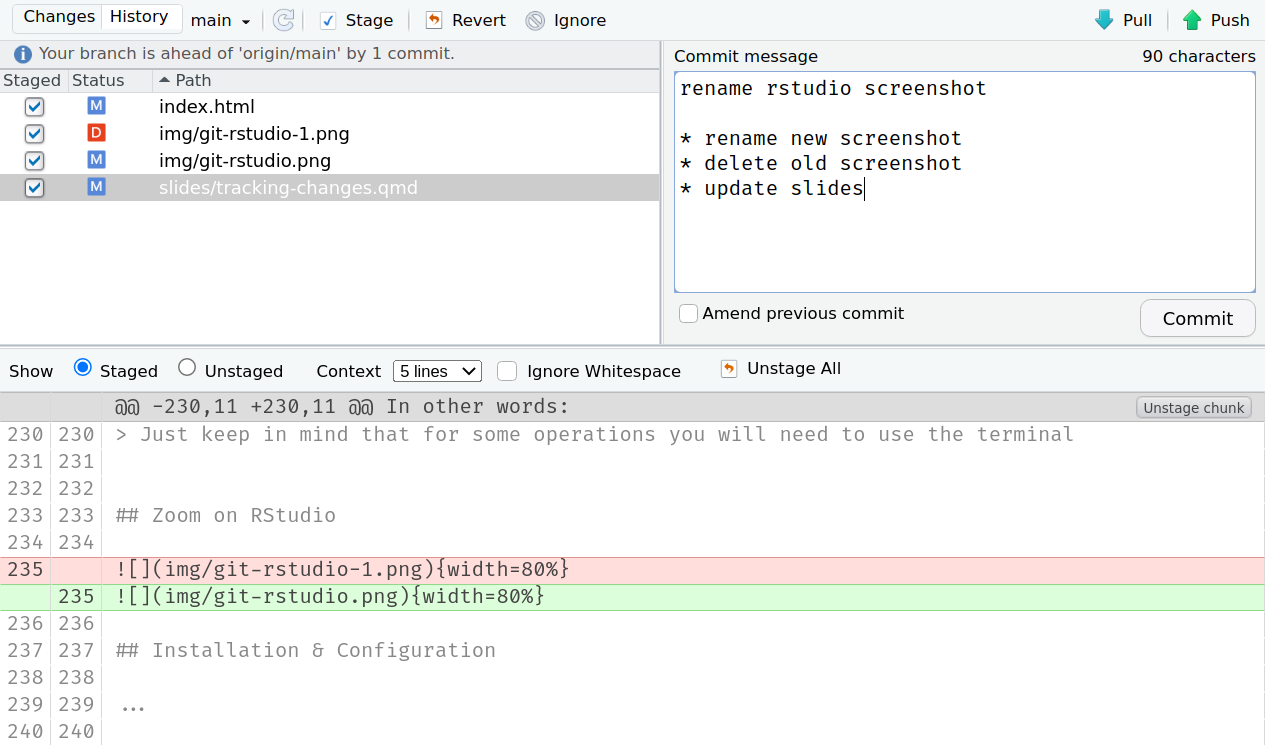 Changes History main Stage Revert Ignore Pull Push
Your branch is ahead of 'origin/main' by 1 commit.
Staged Status Path
M index.html
D img/git-rstudio-1.png
M img/git-rstudio.png
M slides/tracking-changes.qmd
Commit message 90 characters
rename rstudio screenshot
* rename new screenshot
* delete old screenshot
* update slides
Amend previous commit Commit
Show Staged Unstaged Context 5 lines Ignore Whitespace Unstage All
@@ -230,11 +230,11 @@ In other words: Unstage chunk
230 230 > Just keep in mind that for some operations you will need to use the terminal
231 231
232 232
233 233 ## Zoom on RStudio
234 234
235 ![](img/git-rstudio-1.png){width=80%}
235 ![](img/git-rstudio.png){width=80%}
236 236
237 237 ## Installation & Configuration
238 238
239 239 ...
240 240